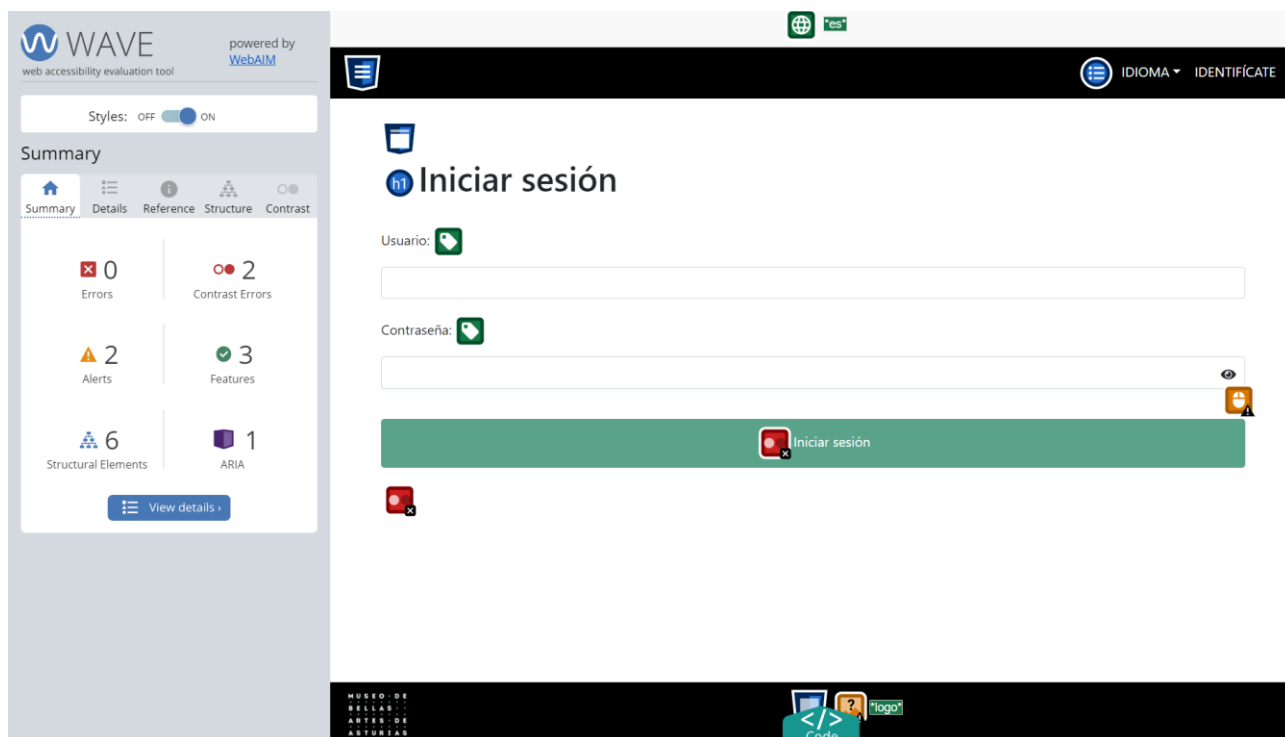 WAVE
powered by
WebAIM
web accessibility evaluation tool
Styles: OFF ON
Summary
Summary Details Reference Structure Contrast
0
Errors
2
Contrast Errors
2
Alerts
3
Features
6
Structural Elements
1
ARIA
View details ›
*es*
IDIOMA IDENTIFÍCATE
h1 Iniciar sesión
Usuario:
Contraseña:
Iniciar sesión
MUSEO DE
BELLAS
ARTES DE
ASTURIAS
*logo*
</>
Code